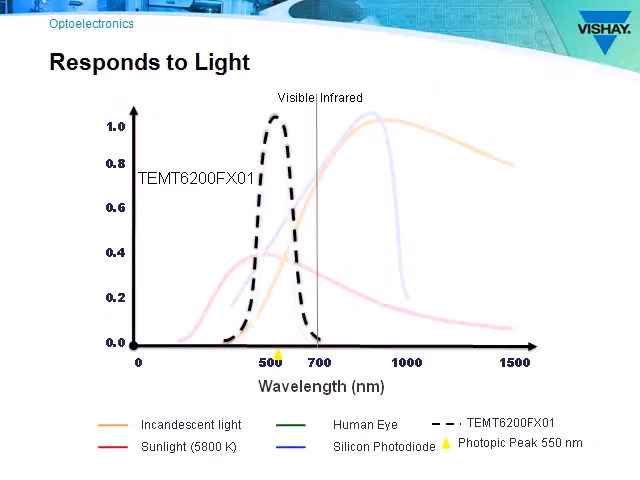 Optoelectronics
VISHAY.
Responds to Light
Visible Infrared
1.0
0.8
TEMT6200FX01
0.6
0.4
0.2
0.0
0 500 700 1000 1500
Wavelength (nm)
Incandescent light Human Eye TEMT6200FX01
Sunlight (5800 K) Silicon Photodiode Photopic Peak 550 nm